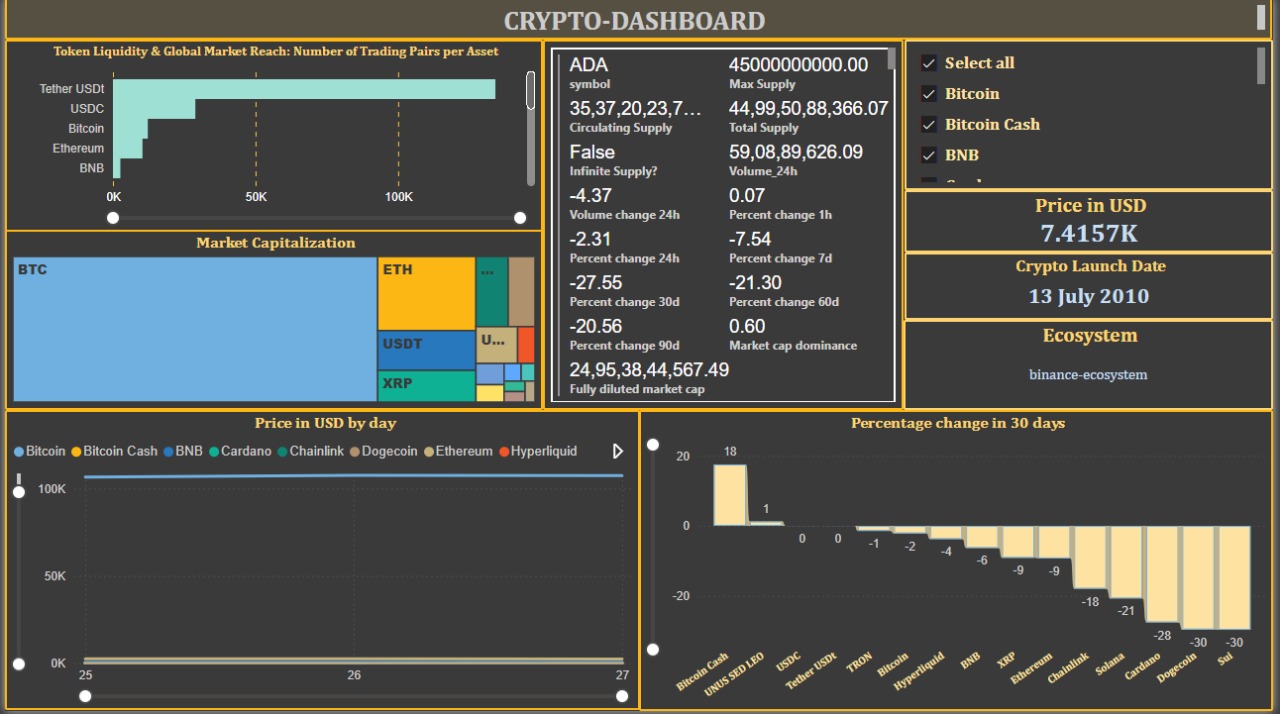 CRYPTO-DASHBOARD
Token Liquidity & Global Market Reach: Number of Trading Pairs per Asset
Tether USDt
USDC
Bitcoin
Ethereum
BNB
0K 50K 100K
Market Capitalization
BTC
ETH
USDT
XRP
...
U...
ADA 45000000000.00
symbol Max Supply
35,37,20,23,7... 44,99,50,88,366.07
Circulating Supply Total Supply
False 59,08,89,626.09
Infinite Supply? Volume_24h
-4.37 0.07
Volume change 24h Percent change 1h
-2.31 -7.54
Percent change 24h Percent change 7d
-27.55 -21.30
Percent change 30d Percent change 60d
-20.56 0.60
Percent change 90d Market cap dominance
24,95,38,44,567.49
Fully diluted market cap
Select all
Bitcoin
Bitcoin Cash
BNB
Price in USD
7.4157K
Crypto Launch Date
13 July 2010
Ecosystem
binance-ecosystem
Price in USD by day
Bitcoin Bitcoin Cash BNB Cardano Chainlink Dogecoin Ethereum Hyperliquid
100K
50K
0K
25 26 27
Percentage change in 30 days
20
0
-20
18 1 0 0 -1 -2 -4 -6 -9 -9 -18 -21 -28 -30 -30
Bitcoin Cash
UNUS SED LEO
USDC
Tether USDt
TRON
Bitcoin
Hyperliquid
BNB
XRP
Ethereum
Chainlink
Solana
Cardano
Dogecoin
Sui